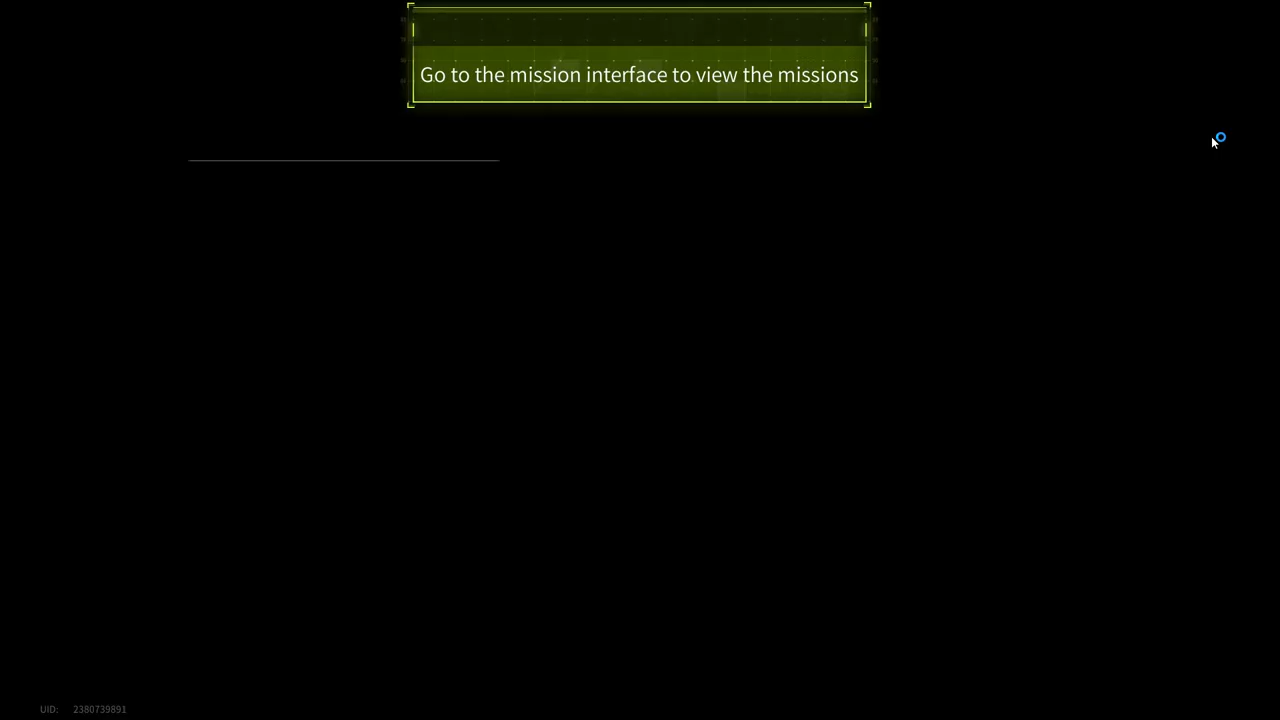 Go to the mission interface to view the missions
UID: 2380739891